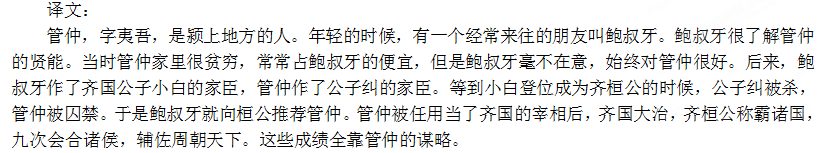 译文：
管仲，字夷吾，是颍上地方的人。年轻的时候，有一个经常来往的朋友叫鲍叔牙。鲍叔牙很了解管仲
的贤能。当时管仲家里很贫穷，常常占鲍叔牙的便宜，但是鲍叔牙毫不在意，始终对管仲很好。后来，鲍
叔牙作了齐国公子小白的家臣，管仲作了公子纠的家臣。等到小白登位成为齐桓公的时候，公子纠被杀，
管仲被囚禁。于是鲍叔牙就向桓公推荐管仲。管仲被任用当了齐国的宰相后，齐国大治，齐桓公称霸诸国，
九次会合诸侯，辅佐周朝天下。这些成绩全靠管仲的谋略。